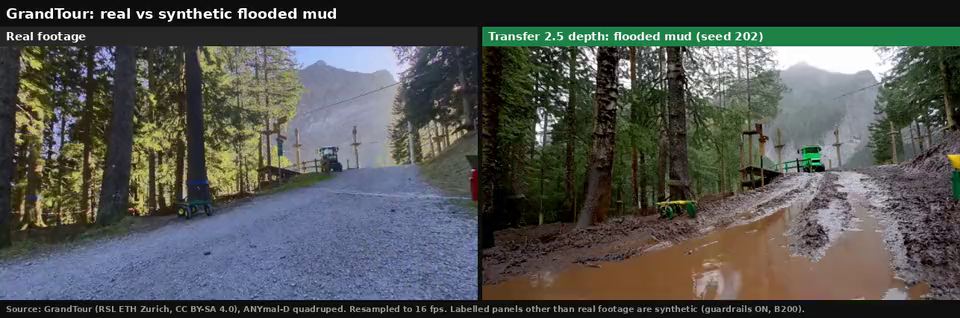 GrandTour: real vs synthetic flooded mud
Real footage
Transfer 2.5 depth: flooded mud (seed 202)
Source: GrandTour (RSL ETH Zurich, CC BY-SA 4.0), ANYmal-D quadruped. Resampled to 16 fps. Labelled panels other than real footage are synthetic (guardrails ON, B200).